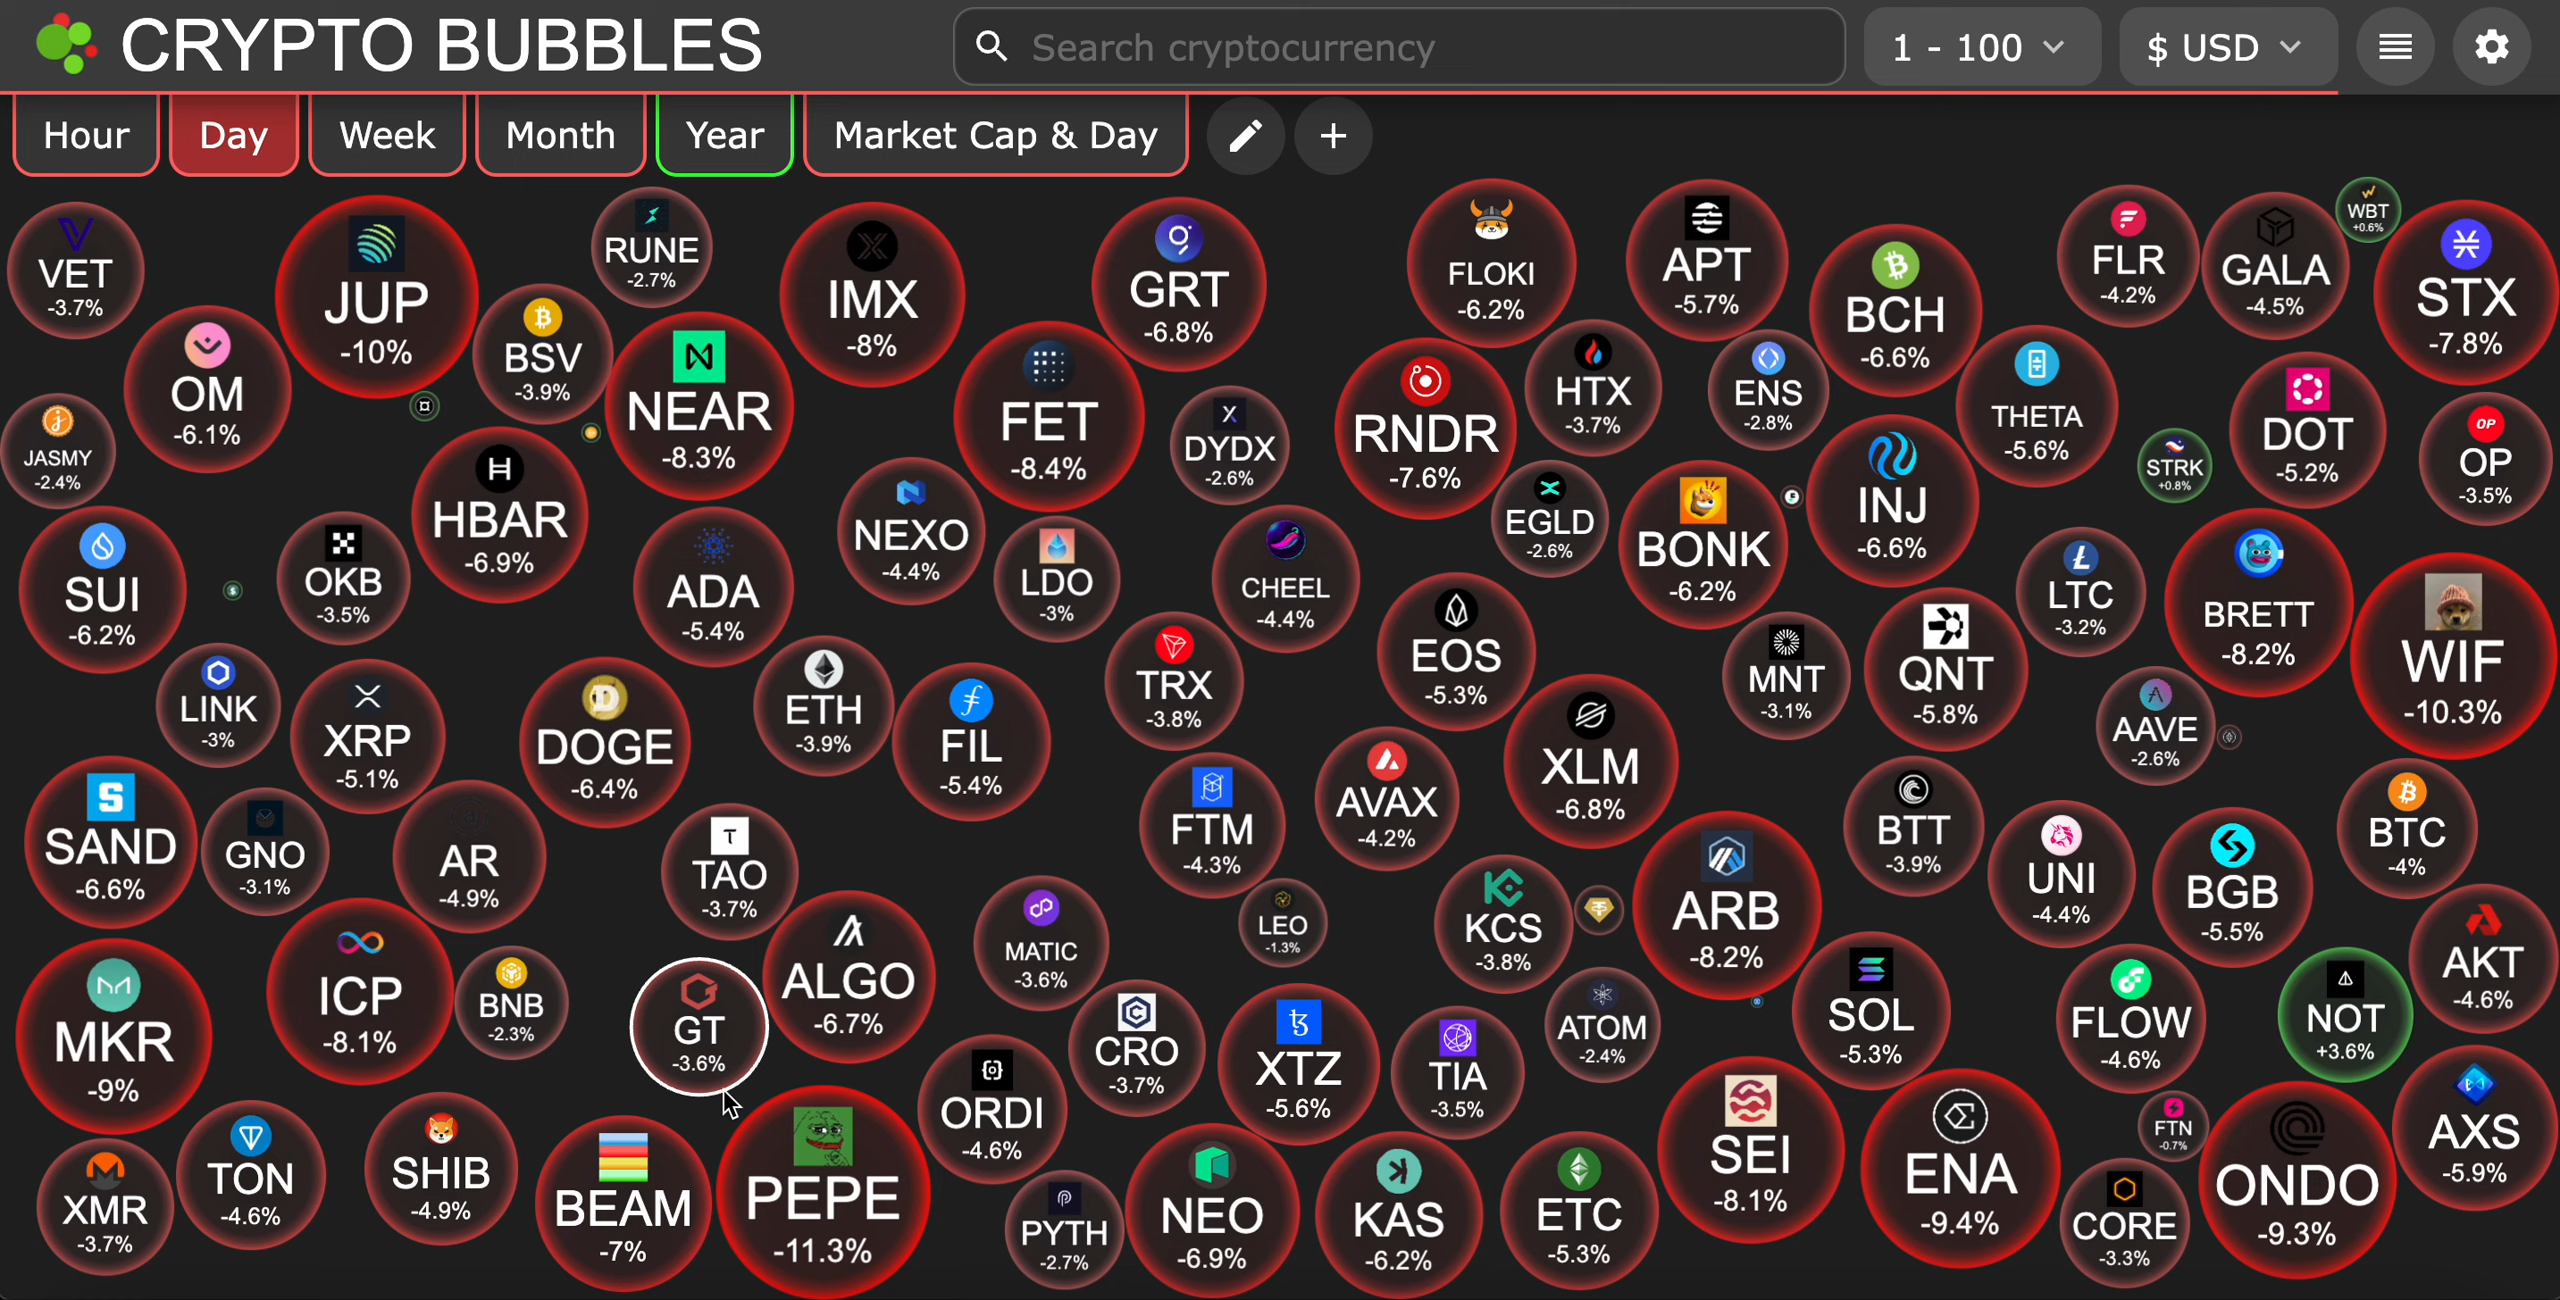 CRYPTO BUBBLES
Search cryptocurrency
1 - 100
$ USD
Hour
Day
Week
Month
Year
Market Cap & Day
VET
-3.7%
JUP
-10%
RUNE
-2.7%
IMX
-8%
GRT
-6.8%
FLOKI
-6.2%
APT
-5.7%
BCH
-6.6%
FLR
-4.2%
GALA
-4.5%
WBT
+0.6%
STX
-7.8%
OM
-6.1%
BSV
-3.9%
NEAR
-8.3%
FET
-8.4%
DYDX
-2.6%
RNDR
-7.6%
HTX
-3.7%
ENS
-2.8%
THETA
-5.6%
STRK
+0.8%
DOT
-5.2%
OP
OP
-3.5%
JASMY
-2.4%
HBAR
-6.9%
NEXO
-4.4%
EGLD
-2.6%
BONK
-6.2%
INJ
-6.6%
SUI
-6.2%
OKB
-3.5%
ADA
-5.4%
LDO
-3%
CHEEL
-4.4%
LTC
-3.2%
BRETT
-8.2%
WIF
-10.3%
LINK
-3%
XRP
-5.1%
DOGE
-6.4%
ETH
-3.9%
FIL
-5.4%
TRX
-3.8%
EOS
-5.3%
XLM
-6.8%
MNT
-3.1%
QNT
-5.8%
AAVE
-2.6%
SAND
-6.6%
GNO
-3.1%
AR
-4.9%
TAO
-3.7%
FTM
-4.3%
AVAX
-4.2%
BTT
-3.9%
UNI
-4.4%
BGB
-5.5%
BTC
-4%
MKR
-9%
ICP
-8.1%
BNB
-2.3%
GT
-3.6%
ALGO
-6.7%
MATIC
-3.6%
LEO
-1.3%
KCS
-3.8%
ARB
-8.2%
SOL
-5.3%
FLOW
-4.6%
NOT
+3.6%
AKT
-4.6%
XMR
-3.7%
TON
-4.6%
SHIB
-4.9%
BEAM
-7%
PEPE
-11.3%
ORDI
-4.6%
CRO
-3.7%
XTZ
-5.6%
TIA
-3.5%
ATOM
-2.4%
SEI
-8.1%
ENA
-9.4%
FTN
-0.7%
ONDO
-9.3%
AXS
-5.9%
PYTH
-2.7%
NEO
-6.9%
KAS
-6.2%
ETC
-5.3%
CORE
-3.3%